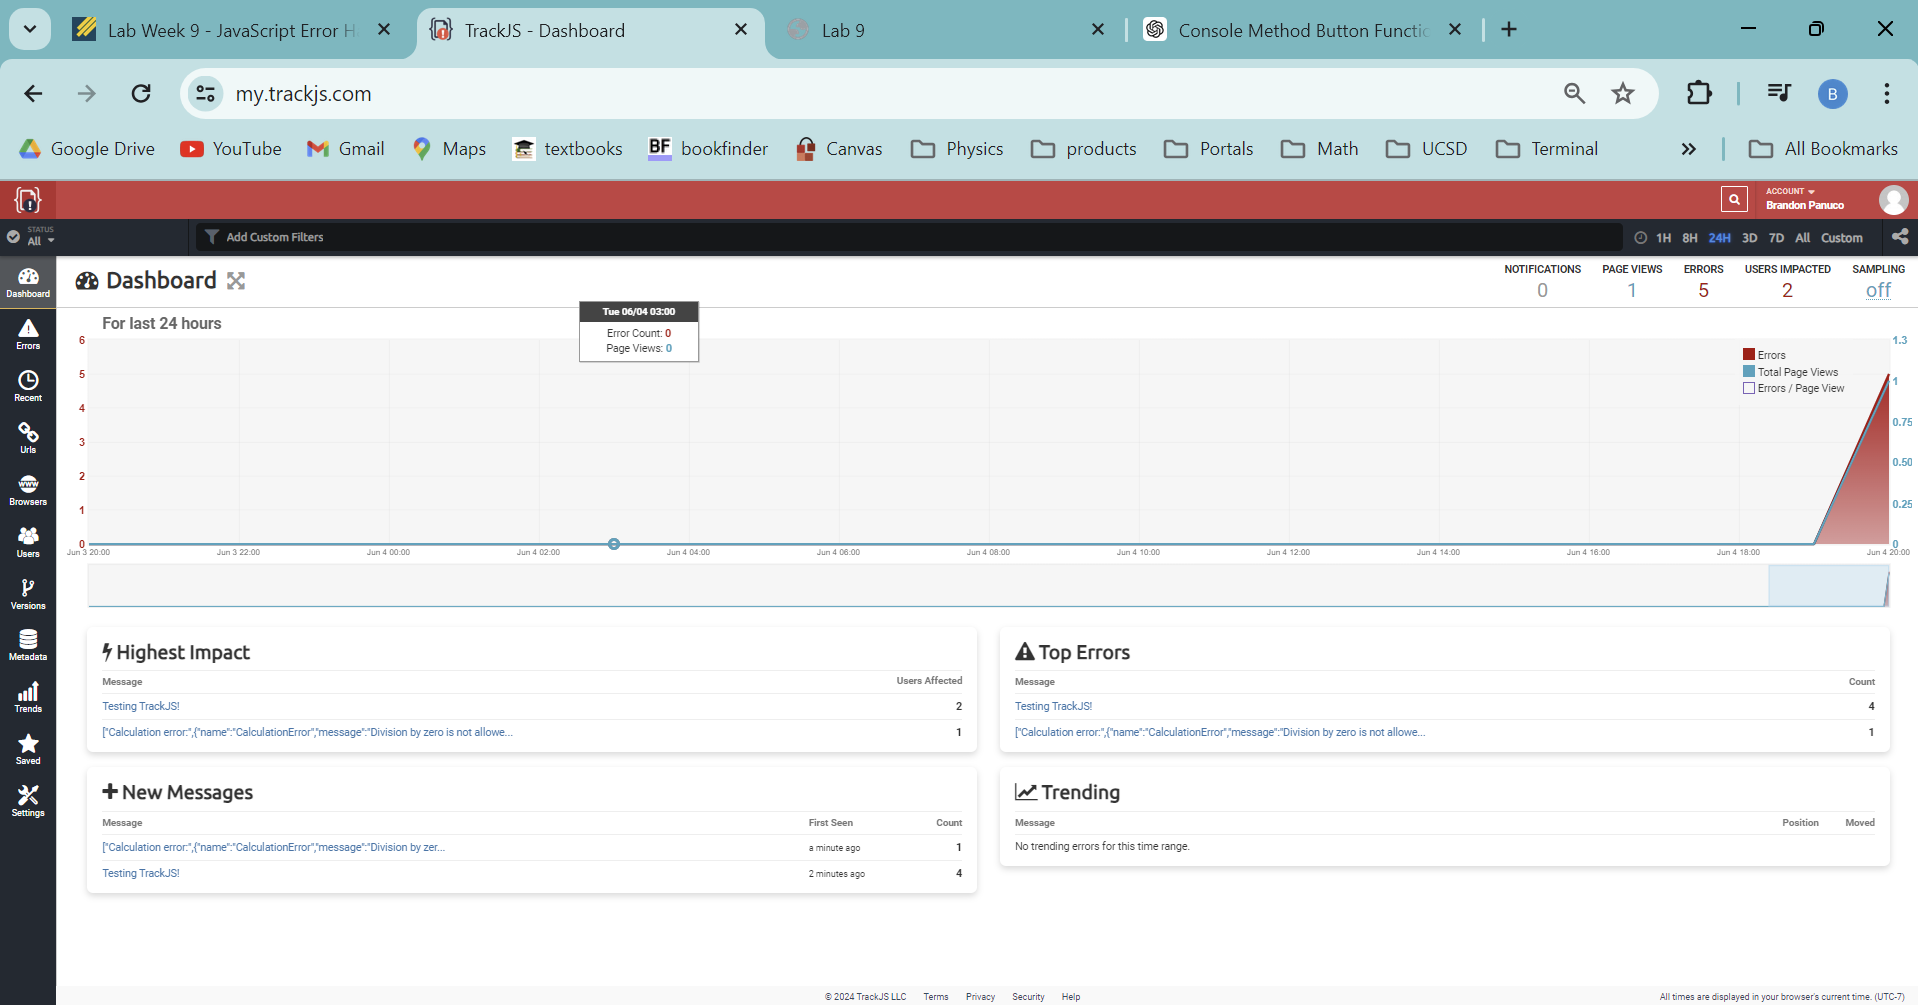 Lab Week 9 - JavaScript Error H
TrackJS - Dashboard
Lab 9
Console Method Button Functio
my.trackjs.com
B
Google Drive
YouTube
Gmail
Maps
textbooks
BF bookfinder
Canvas
Physics
products
Portals
Math
UCSD
Terminal
All Bookmarks
ACCOUNT
Brandon Panuco
STATUS
All
Add Custom Filters
1H 8H 24H 3D 7D All Custom
Dashboard
Errors
Recent
Urls
Browsers
Users
Versions
Metadata
Trends
Saved
Settings
Dashboard
NOTIFICATIONS PAGE VIEWS ERRORS USERS IMPACTED SAMPLING
0 1 5 2 off
For last 24 hours
Tue 06/04 03:00
Error Count: 0
Page Views: 0
Errors
Total Page Views
Errors / Page View
6
5
4
3
2
1
0
1.3
1
0.75
0.50
0.25
0
Jun 3 20:00 Jun 3 22:00 Jun 4 00:00 Jun 4 02:00 Jun 4 04:00 Jun 4 06:00 Jun 4 08:00 Jun 4 10:00 Jun 4 12:00 Jun 4 14:00 Jun 4 16:00 Jun 4 18:00 Jun 4 20:00
Highest Impact
Message Users Affected
Testing TrackJS! 2
["Calculation error:",{"name":"CalculationError","message":"Division by zero is not allowe... 1
Top Errors
Message Count
Testing TrackJS! 4
["Calculation error:",{"name":"CalculationError","message":"Division by zero is not allowe... 1
New Messages
Message First Seen Count
["Calculation error:",{"name":"CalculationError","message":"Division by zer... a minute ago 1
Testing TrackJS! 2 minutes ago 4
Trending
Message Position Moved
No trending errors for this time range.
© 2024 TrackJS LLC Terms Privacy Security Help
All times are displayed in your browser's current time. (UTC-7)